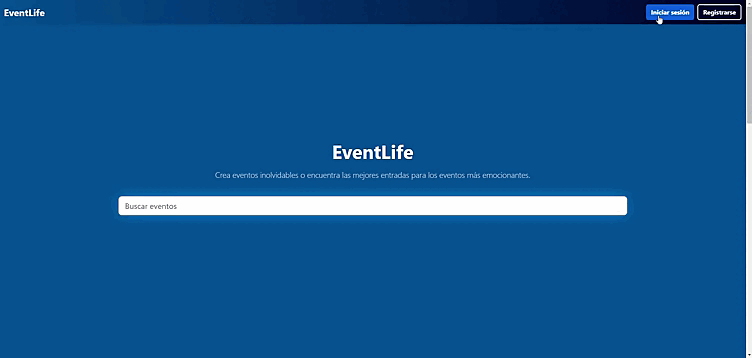 EventLife
Iniciar sesión
Registrarse
EventLife
Crea eventos inolvidables o encuentra las mejores entradas para los eventos más emocionantes.
Buscar eventos